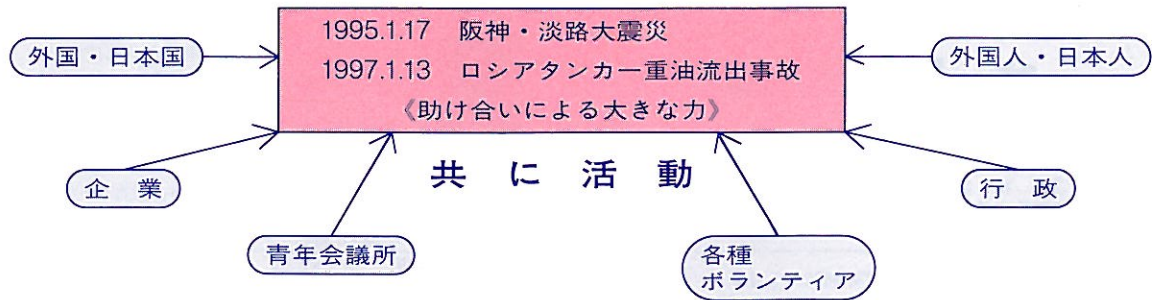 1995.1.17 阪神・淡路大震災
1997.1.13 ロシアタンカー重油流出事故
《助け合いによる大きな力》
外国・日本国
外国人・日本人
共に活動
企業
行政
青年会議所
各種
ボランティア